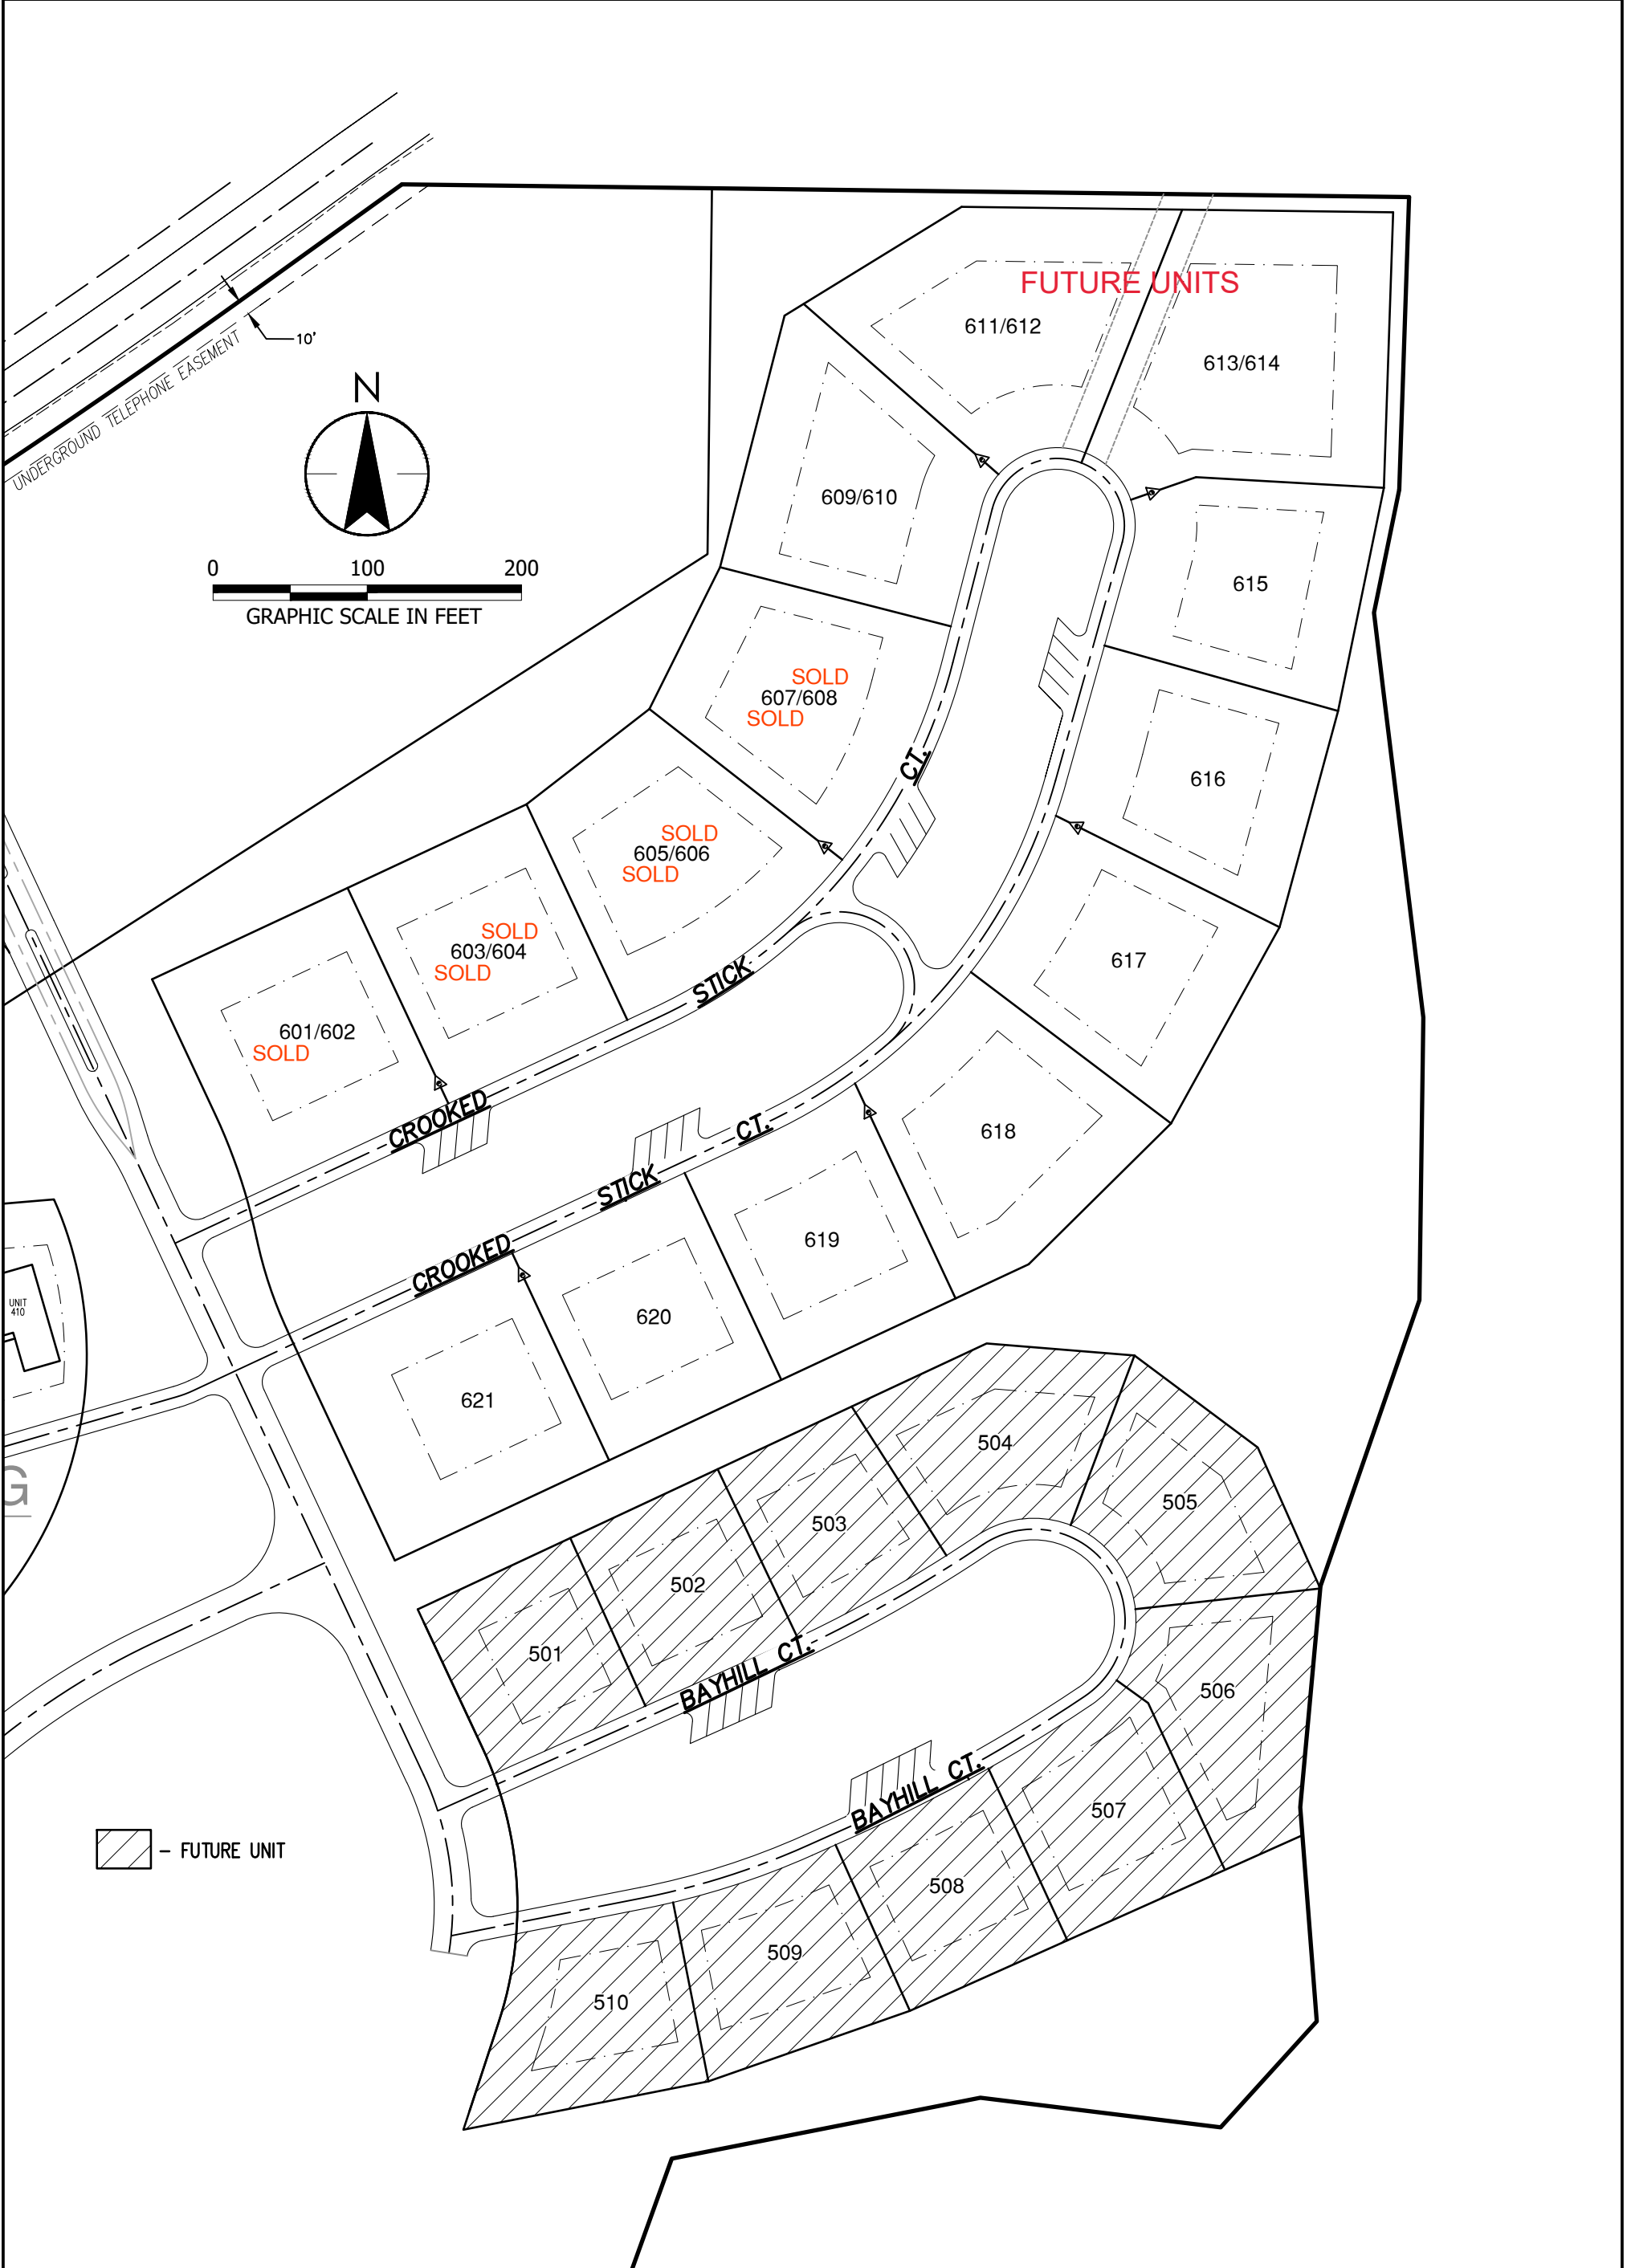 FUTURE UNITS
611/612
613/614
10'
UNDERGROUND TELEPHONE EASEMENT
N
0 100 200
GRAPHIC SCALE IN FEET
609/610
615
SOLD
607/608
SOLD
616
CT.
SOLD
605/606
SOLD
617
SOLD
603/604
SOLD
STICK
601/602
SOLD
CROOKED
618
CT.
STICK
CROOKED
619
UNIT
410
620
621
504
G
505
503
502
501
BAYHILL CT.
506
BAYHILL CT.
507
- FUTURE UNIT
508
509
510